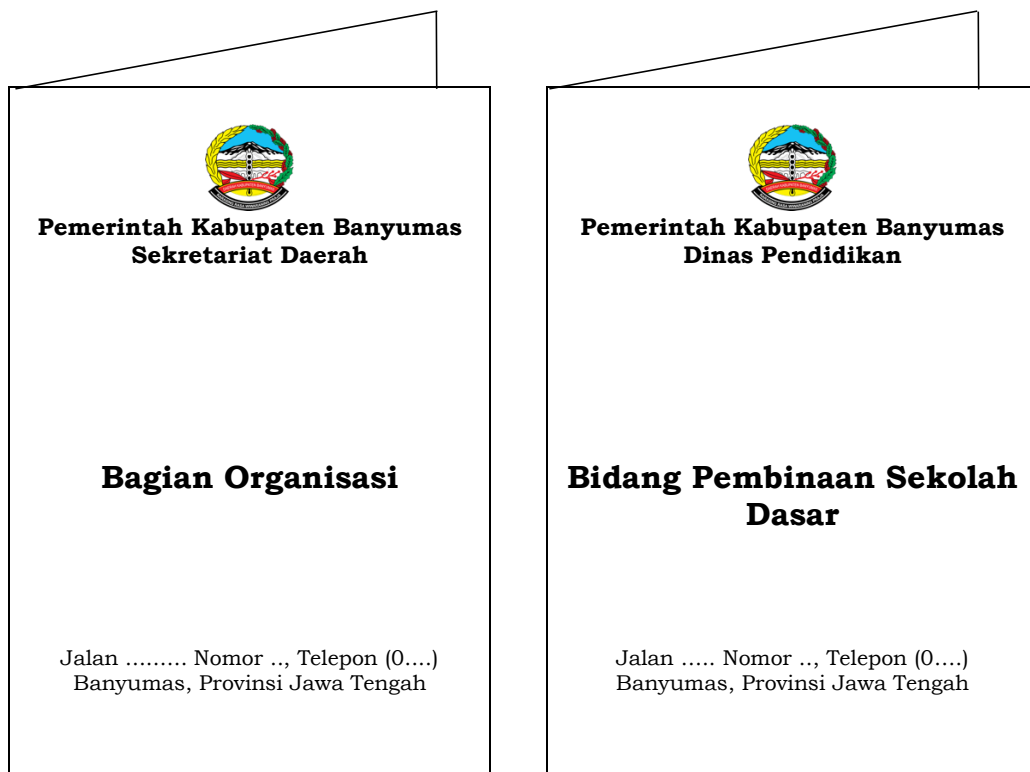 Pemerintah Kabupaten Banyumas
Sekretariat Daerah
Bagian Organisasi
Jalan ……… Nomor .., Telepon (0….)
Banyumas, Provinsi Jawa Tengah
Pemerintah Kabupaten Banyumas
Dinas Pendidikan
Bidang Pembinaan Sekolah
Dasar
Jalan ….. Nomor .., Telepon (0….)
Banyumas, Provinsi Jawa Tengah